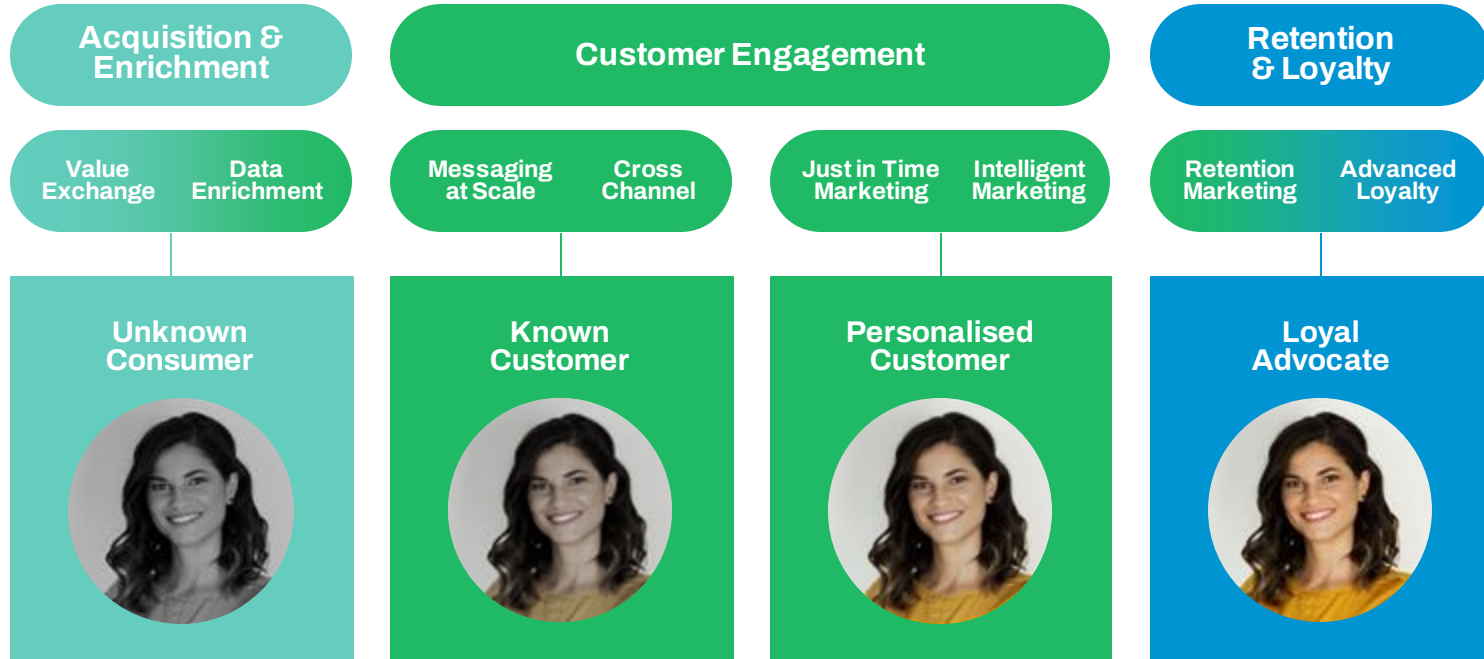 Acquisition &
Enrichment
Customer Engagement
Retention
& Loyalty
Value
Exchange
Data
Enrichment
Messaging
at Scale
Cross
Channel
Just in Time
Marketing
Intelligent
Marketing
Retention
Marketing
Advanced
Loyalty
Unknown
Consumer
Known
Customer
Personalised
Customer
Loyal
Advocate